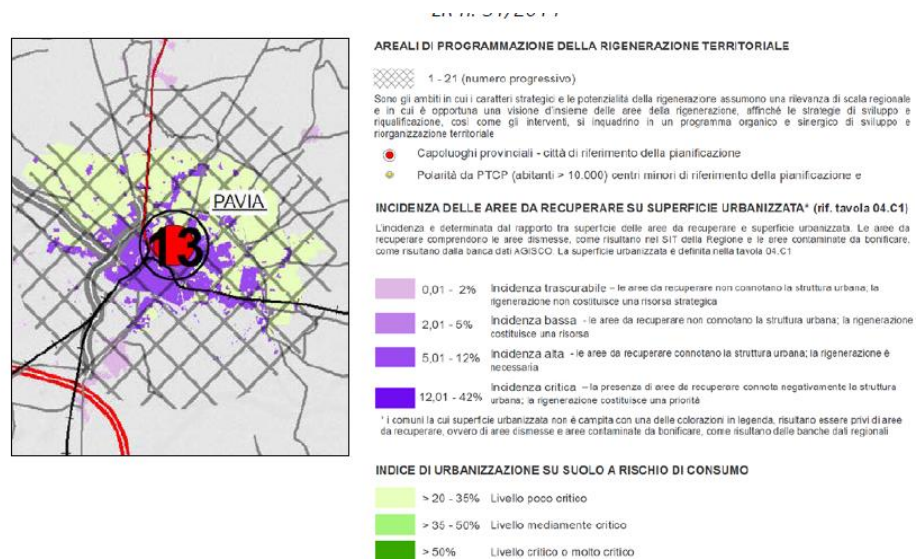 PAVIA
13
AREALI DI PROGRAMMAZIONE DELLA RIGENERAZIONE TERRITORIALE
1 - 21 (numero progressivo)
Sono gli ambiti in cui i caratteri strategici e le potenzialità della rigenerazione assumono una rilevanza di scala regionale
e in cui è opportuna una visione d'insieme delle aree della rigenerazione, affinché le strategie di sviluppo e
riqualificazione, così come gli interventi, si inquadrino in un programma organico e sinergico di sviluppo e
riorganizzazione territoriale
Capoluoghi provinciali - città di riferimento della pianificazione
Polarità da PTCP (abitanti > 10.000) centri minori di riferimento della pianificazione e
INCIDENZA DELLE AREE DA RECUPERARE SU SUPERFICIE URBANIZZATA* (rif. tavola 04.C1)
L'incidenza e determinata dal rapporto tra superficie delle aree da recuperare e superficie urbanizzata. Le aree da
recuperare comprendono le aree dismesse, come risultano nel SIT della Regione e le aree contaminate da bonificare,
come risultano dalla banca dati AGISCO. La superficie urbanizzata è definita nella tavola 04.C1
0,01 - 2% Incidenza trascurabile – le aree da recuperare non connotano la struttura urbana; la
rigenerazione non costituisce una risorsa strategica
2,01 - 5% Incidenza bassa - le aree da recuperare non connotano la struttura urbana; la rigenerazione
costituisce una risorsa
5,01 - 12% Incidenza alta - le aree da recuperare connotano la struttura urbana; la rigenerazione è
necessaria
12,01 - 42% Incidenza critica – la presenza di aree da recuperare connota negativamente la struttura
urbana; la rigenerazione costituisce una priorità
* i comuni la cui superficie urbanizzata non è campita con una delle colorazioni in legenda, risultano essere privi di aree
da recuperare, ovvero di aree dismesse e aree contaminate da bonificare, come risultano dalle banche dati regionali
INDICE DI URBANIZZAZIONE SU SUOLO A RISCHIO DI CONSUMO
> 20 - 35% Livello poco critico
> 35 - 50% Livello mediamente critico
> 50% Livello critico o molto critico